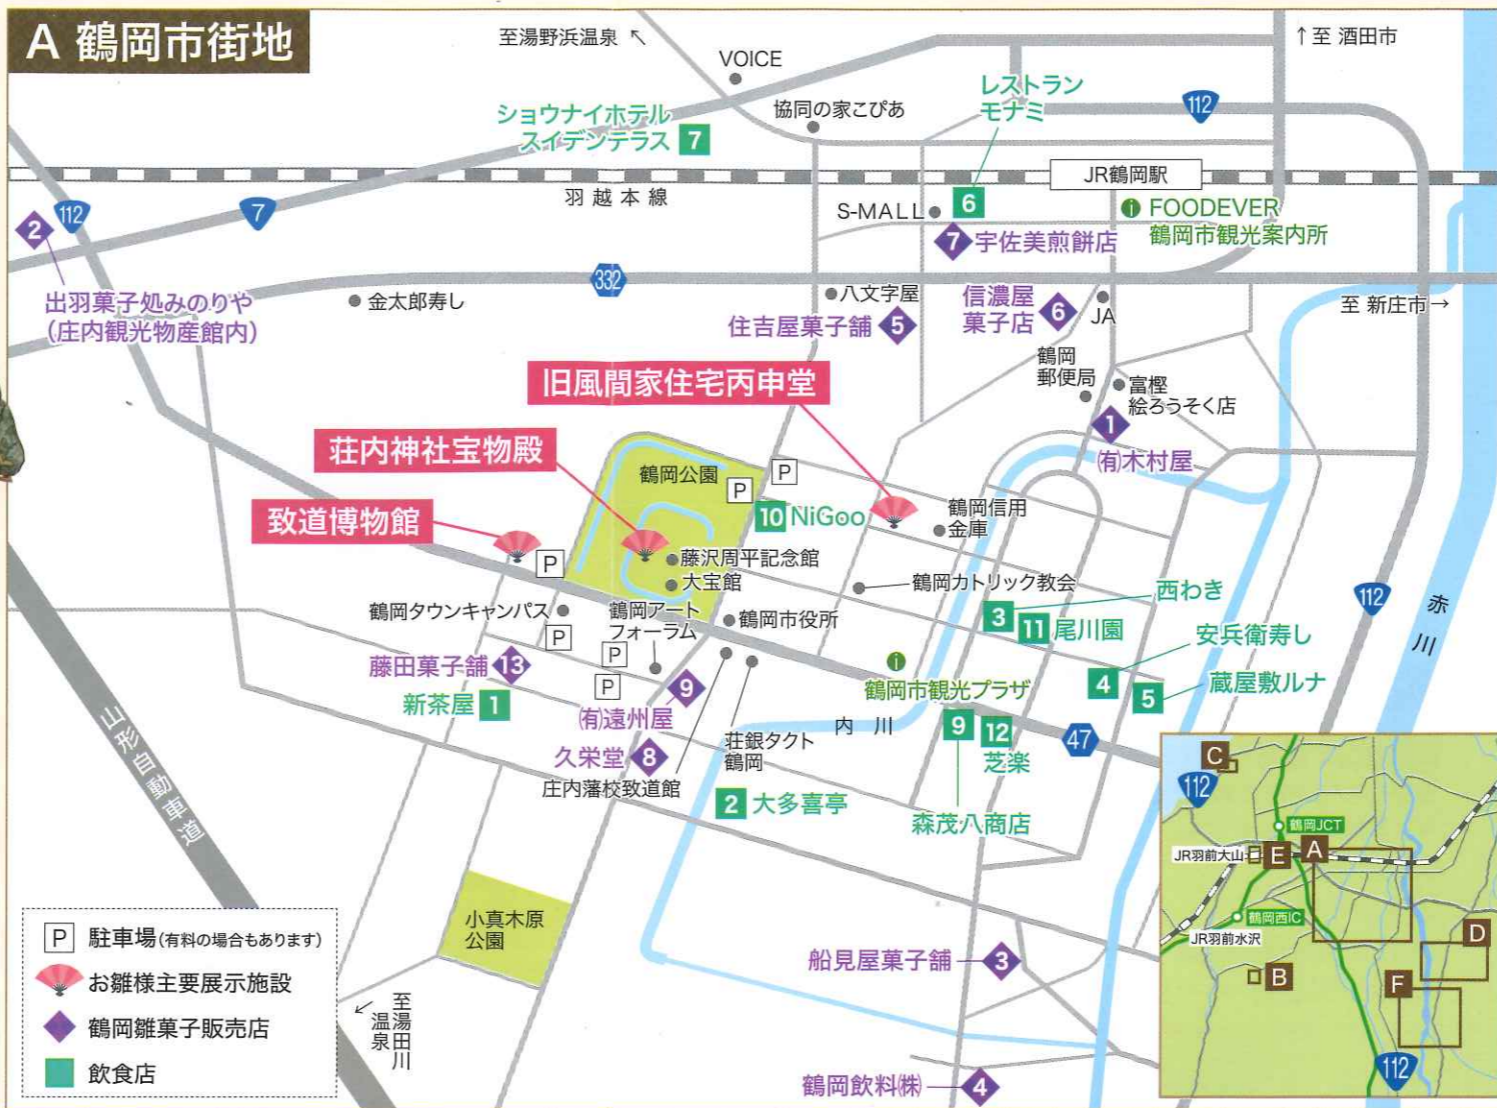 A 鶴岡市街地
至湯野浜温泉 ↖
VOICE
↑至 酒田市
協同の家こぴあ
レストラン
モナミ
112
ショウナイホテル
スイデンテラス 7
羽越本線
JR鶴岡駅
S-MALL
6
i FOODEVER
鶴岡市観光案内所
7 宇佐美煎餅店
2
112
7
出羽菓子処みのりや
(庄内観光物産館内)
金太郎寿し
332
八文字屋
住吉屋菓子舗 5
信濃屋
菓子店 6
JA
至 新庄市→
鶴岡
郵便局
富樫
絵ろうそく店
1
㈲木村屋
旧風間家住宅丙申堂
荘内神社宝物殿
致道博物館
鶴岡公園
P
P
10 NiGoo
鶴岡信用
金庫
P
藤沢周平記念館
大宝館
鶴岡カトリック教会
鶴岡タウンキャンパス
鶴岡アート
フォーラム
鶴岡市役所
3 西わき
11 尾川園
112
赤川
P
P
P
藤田菓子舗 13
新茶屋 1
9
㈲遠州屋
久栄堂 8
庄内藩校致道館
荘銀タクト
鶴岡
i
鶴岡市観光プラザ
内川
安兵衛寿し
4
蔵屋敷ルナ
5
9
12
芝楽
47
森茂八商店
2 大多喜亭
山形自動車道
小真木原
公園
至湯田川
温泉
船見屋菓子舗 3
鶴岡飲料㈱ 4
P 駐車場(有料の場合もあります)
お雛様主要展示施設
鶴岡雛菓子販売店
飲食店
C
112
鶴岡JCT
JR羽前大山
E
A
鶴岡西IC
JR羽前水沢
D
B
F
112